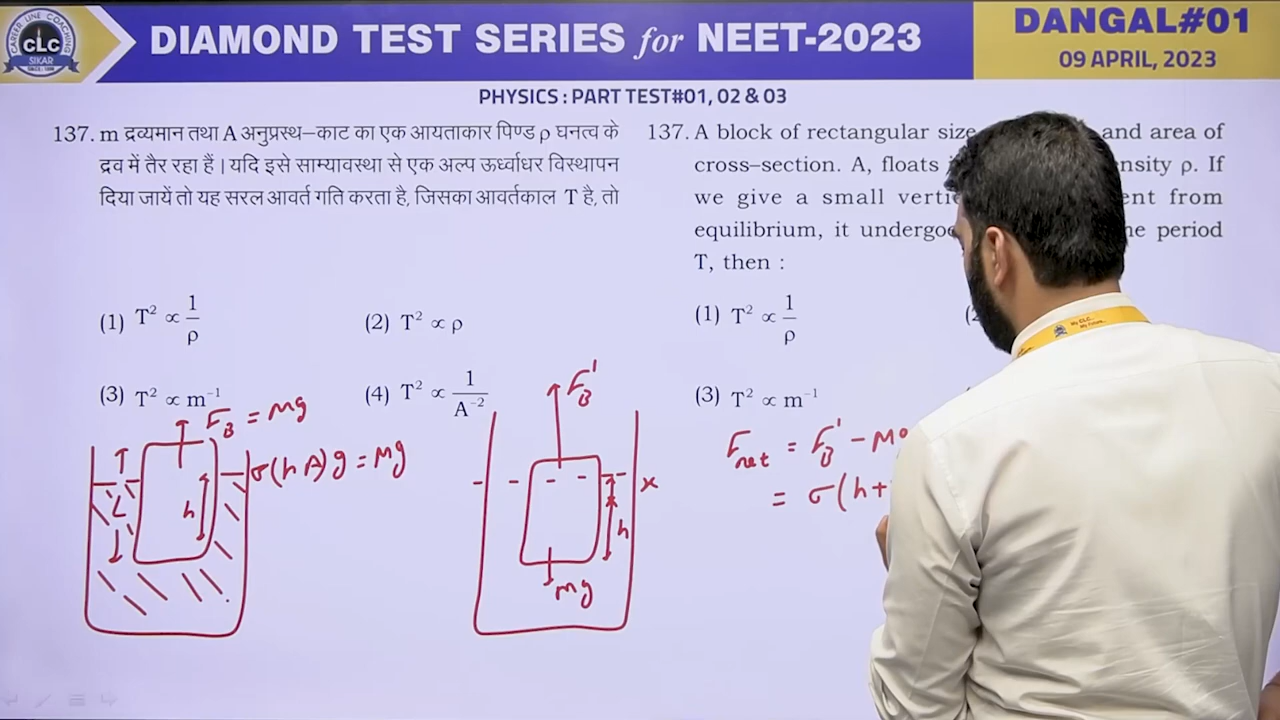 CAREER LINE COACHING
CLC
SIKAR
DIAMOND TEST SERIES for NEET-2023
DANGAL#01
09 APRIL, 2023
PHYSICS : PART TEST#01, 02 & 03
137. m द्रव्यमान तथा A अनुप्रस्थ–काट का एक आयताकार पिण्ड ρ घनत्व के
द्रव में तैर रहा हैं। यदि इसे साम्यावस्था से एक अल्प ऊर्ध्वाधर विस्थापन
दिया जायें तो यह सरल आवर्त गति करता है, जिसका आवर्तकाल T है, तो
(1) T² ∝ 1/ρ
(2) T² ∝ ρ
(3) T² ∝ m⁻¹
(4) T² ∝ 1/A⁻²
137. A block of rectangular size and area of
cross–section. A, floats ρ. If
we give a small from
equilibrium, it period
T, then :
(1) T² ∝ 1/ρ
(3) T² ∝ m⁻¹
F_B = Mg
σ(hA)g = Mg
L
h
F_B'
x
h
Mg
F_net = F_B' - M
= σ(h+